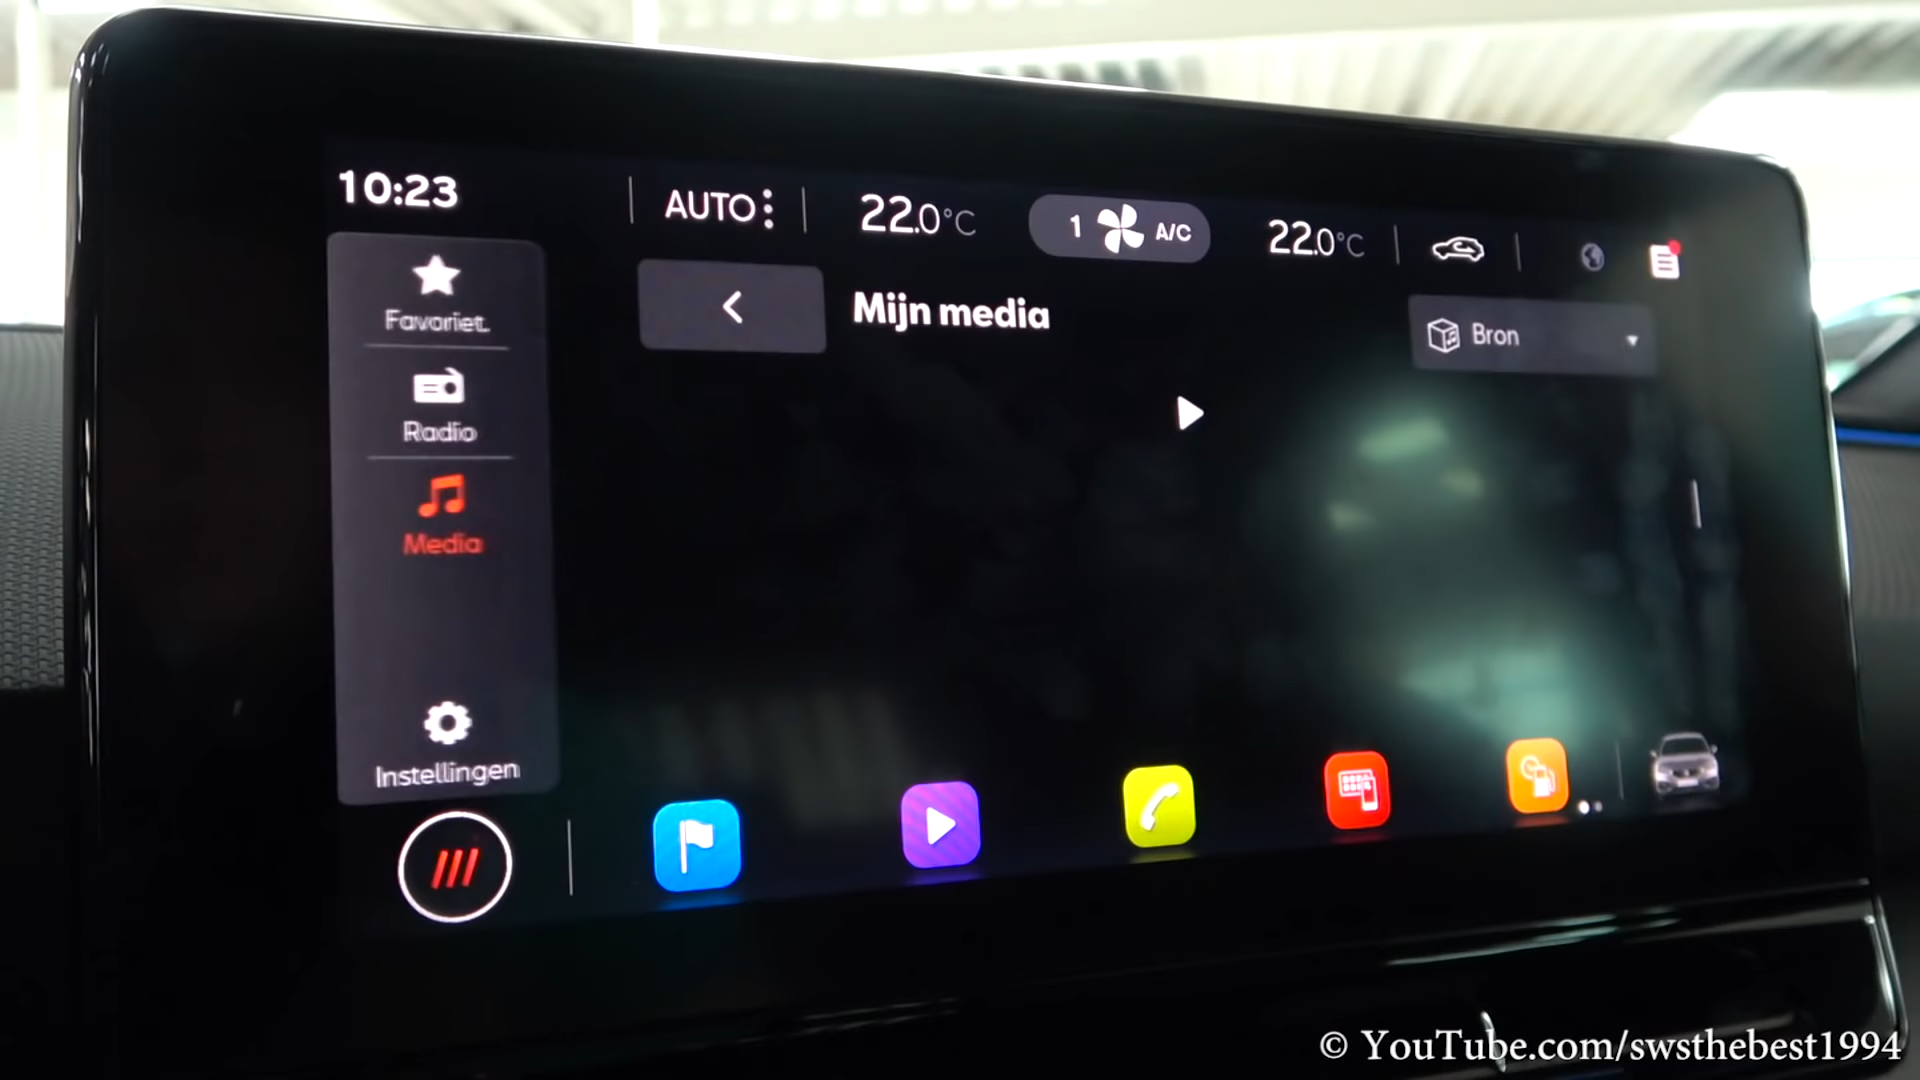 10:23
AUTO
22.0°C
1 A/C
22.0°C
Favoriet.
Mijn media
Bron
Radio
Media
Instellingen
© YouTube.com/swsthebest1994